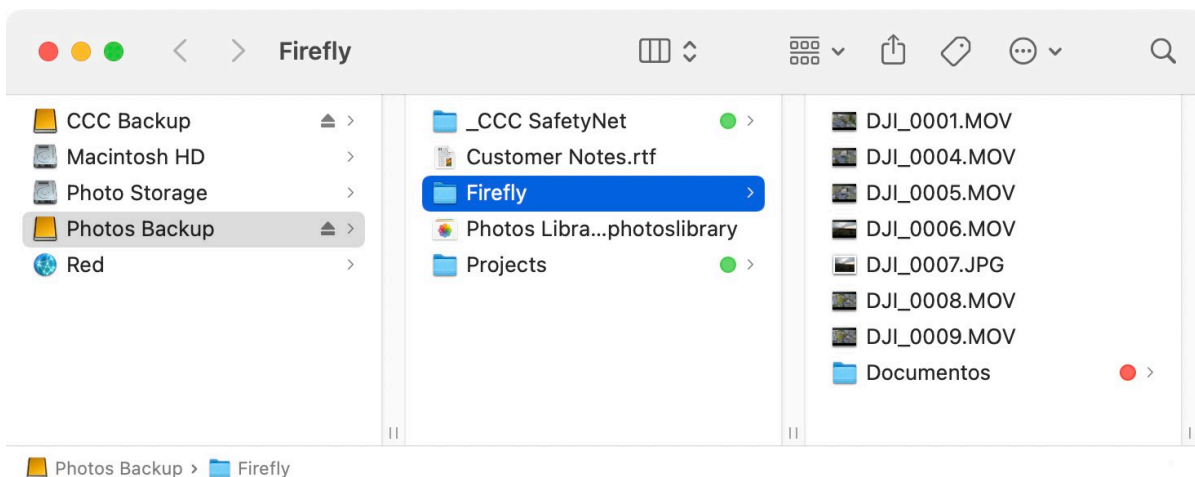 Firefly
CCC Backup
Macintosh HD
Photo Storage
Photos Backup
Red
_CCC SafetyNet
Customer Notes.rtf
Firefly
Photos Libra...photoslibrary
Projects
DJI_0001.MOV
DJI_0004.MOV
DJI_0005.MOV
DJI_0006.MOV
DJI_0007.JPG
DJI_0008.MOV
DJI_0009.MOV
Documentos
Photos Backup › Firefly